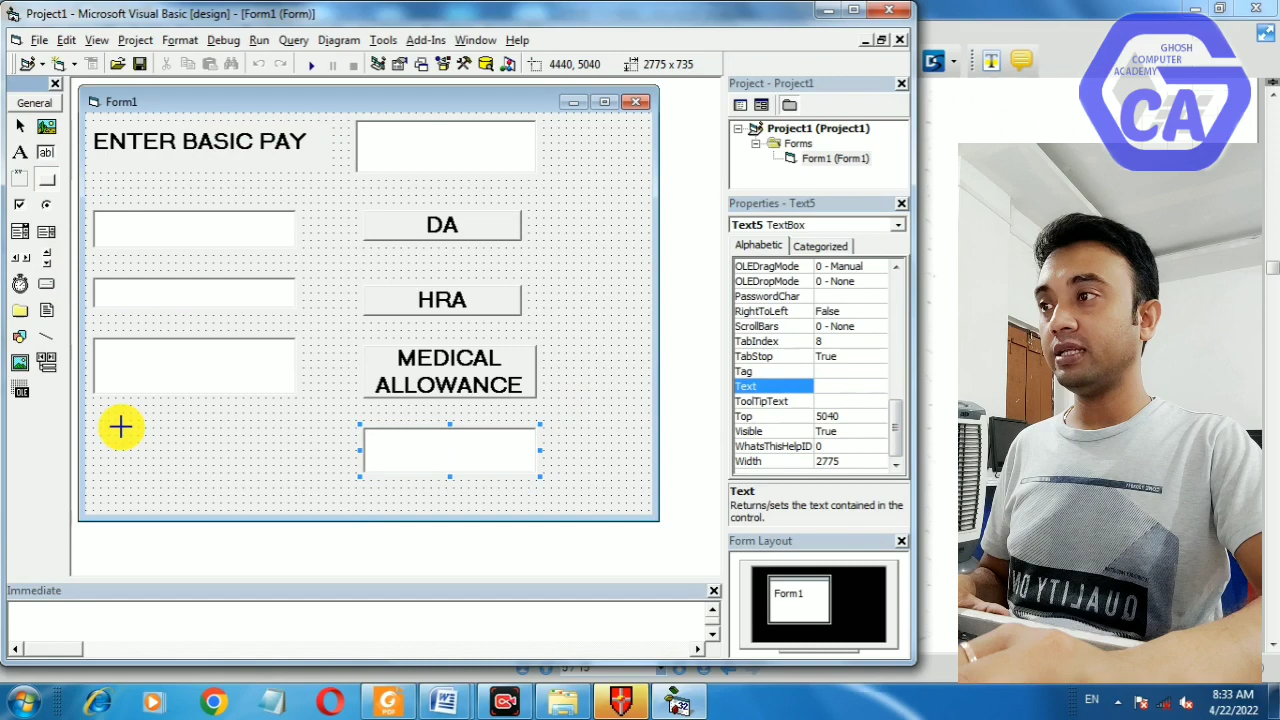 Project1 - Microsoft Visual Basic [design] - [Form1 (Form)]
File Edit View Project Format Debug Run Query Diagram Tools Add-Ins Window Help
4440, 5040
2775 x 735
General
Form1
ENTER BASIC PAY
DA
HRA
MEDICAL
ALLOWANCE
Project - Project1
Project1 (Project1)
Forms
Form1 (Form1)
Properties - Text5
Text5 TextBox
Alphabetic Categorized
OLEDragMode 0 - Manual
OLEDropMode 0 - None
PasswordChar
RightToLeft False
ScrollBars 0 - None
TabIndex 8
TabStop True
Tag
Text
ToolTipText
Top 5040
Visible True
WhatsThisHelpID 0
Width 2775
Text
Returns/sets the text contained in the
control.
Form Layout
Form1
Immediate
GHOSH
COMPUTER
ACADEMY
CA
QUALITY
EN
8:33 AM
4/22/2022